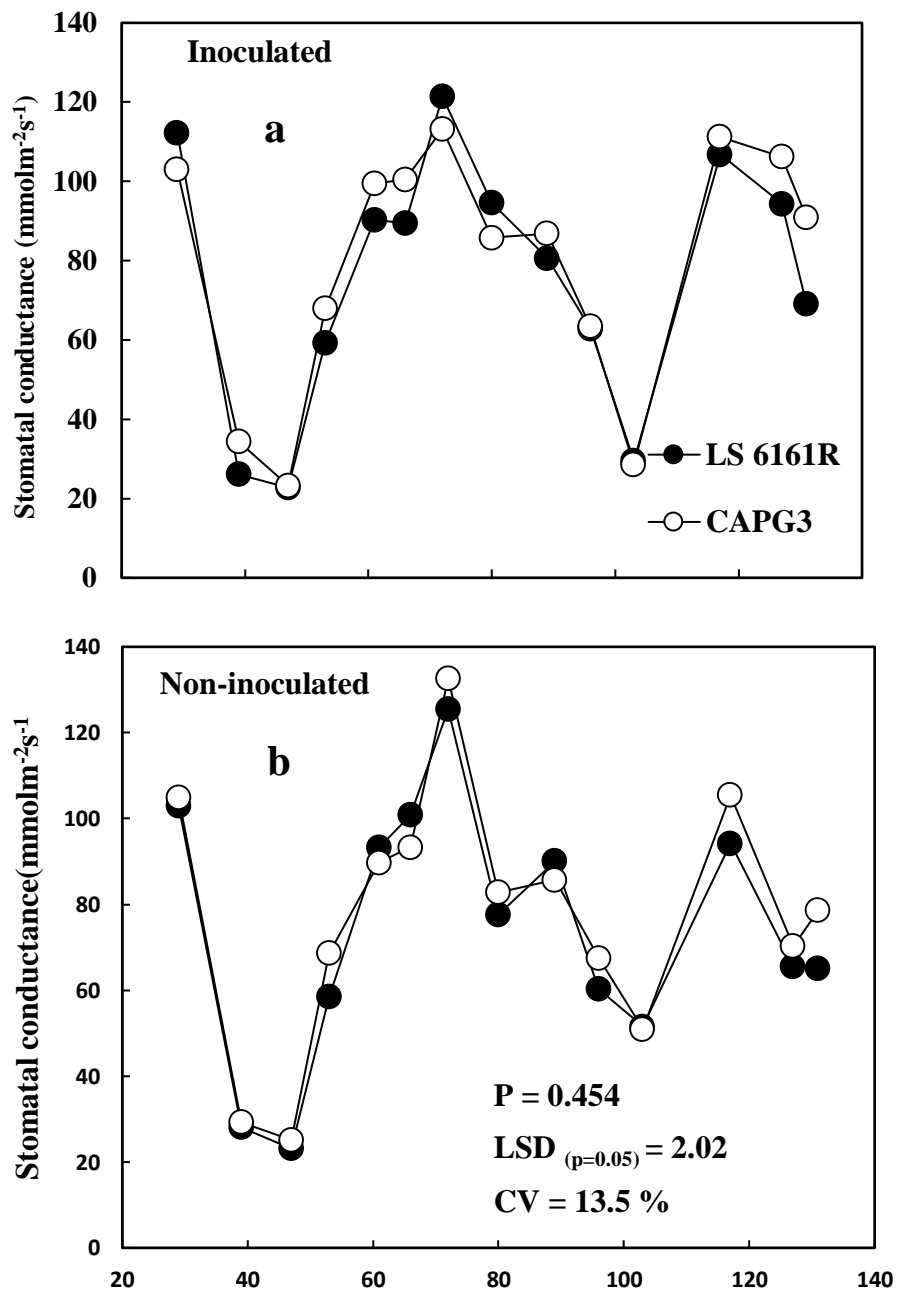 140
Inoculated
120
a
100
80
60
40
20
0
Stomatal conductance (mmolm-2s-1)
LS 6161R
CAPG3
140
Non-inoculated
120
b
100
80
60
40
20
0
Stomatal conductance(mmolm-2s-1
P = 0.454
LSD (p=0.05) = 2.02
CV = 13.5 %
20 40 60 80 100 120 140